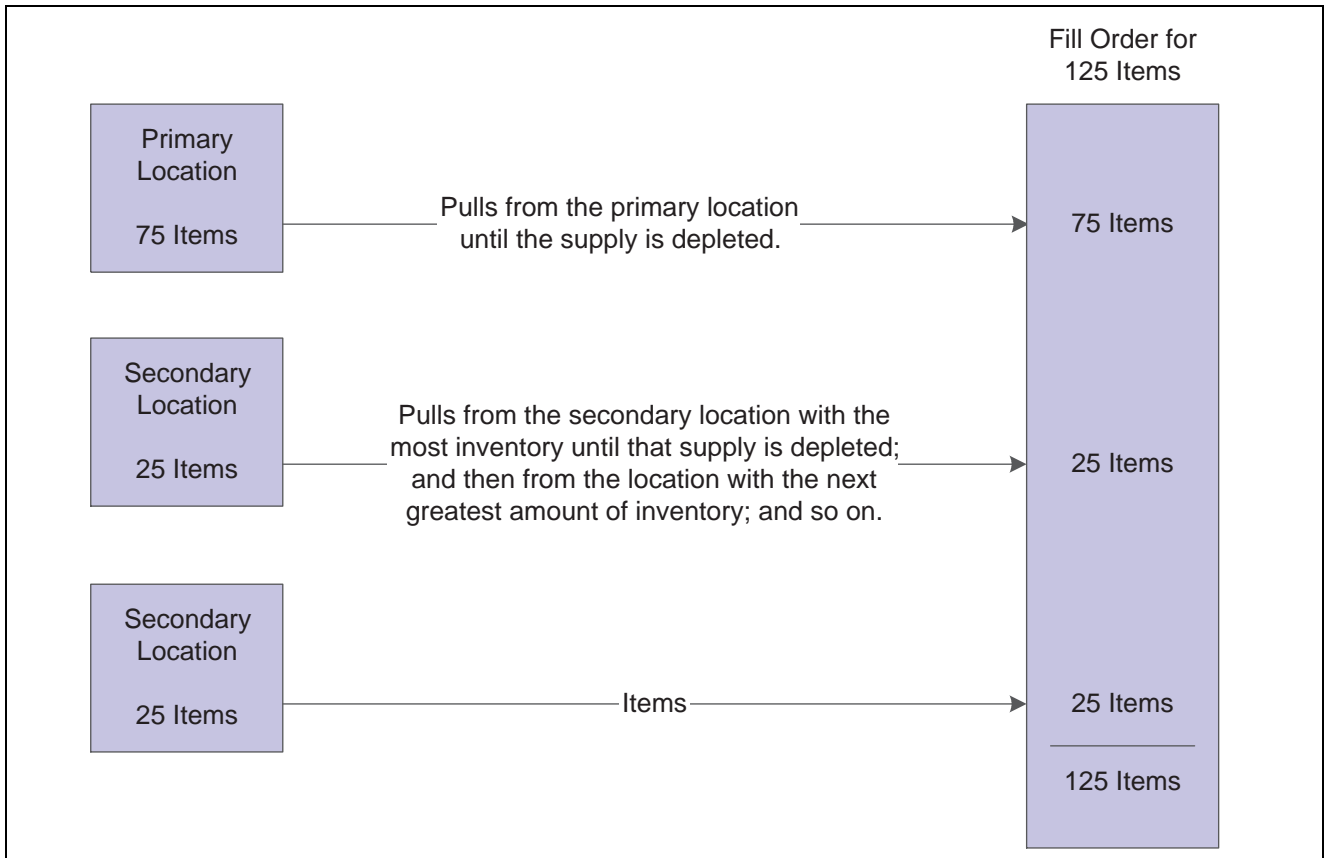 Fill Order for
125 Items
Primary
Location
75 Items
Pulls from the primary location
until the supply is depleted.
75 Items
Secondary
Location
25 Items
Pulls from the secondary location with the
most inventory until that supply is depleted;
and then from the location with the next
greatest amount of inventory; and so on.
25 Items
Secondary
Location
25 Items
Items
25 Items
125 Items